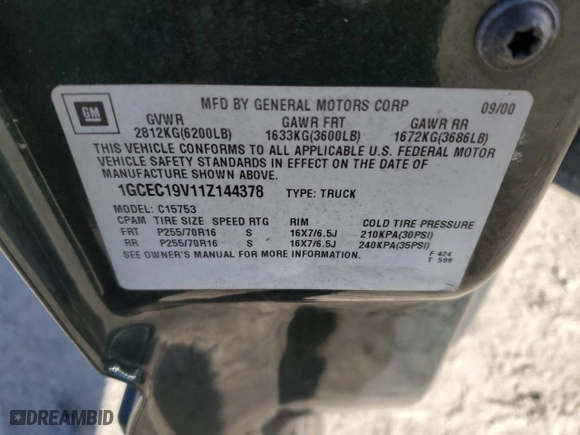 MFD BY GENERAL MOTORS CORP 09/00
GM
GVWR GAWR FRT GAWR RR
2812KG(6200LB) 1633KG(3600LB) 1672KG(3686LB)
THIS VEHICLE CONFORMS TO ALL APPLICABLE U.S. FEDERAL MOTOR
VEHICLE SAFETY STANDARDS IN EFFECT ON THE DATE OF
MANUFACTURE SHOWN ABOVE.
1GCEC19V11Z144378 TYPE: TRUCK
MODEL: C15753
CPAM TIRE SIZE SPEED RTG RIM COLD TIRE PRESSURE
FRT P255/70R16 S 16X7/6.5J 210KPA(30PSI)
RR P255/70R16 S 16X7/6.5J 240KPA(35PSI)
SEE OWNER'S MANUAL FOR MORE INFORMATION. F 424
T 599
DREAMBID